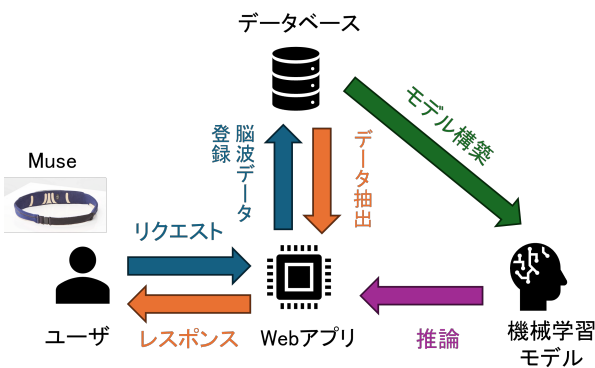 データベース
モデル構築
脳波データ
登録
データ抽出
Muse
リクエスト
ユーザ
レスポンス
Webアプリ
推論
機械学習
モデル